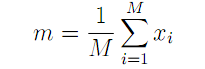 m = \frac{1}{M} \sum_{i=1}^{M} x_i